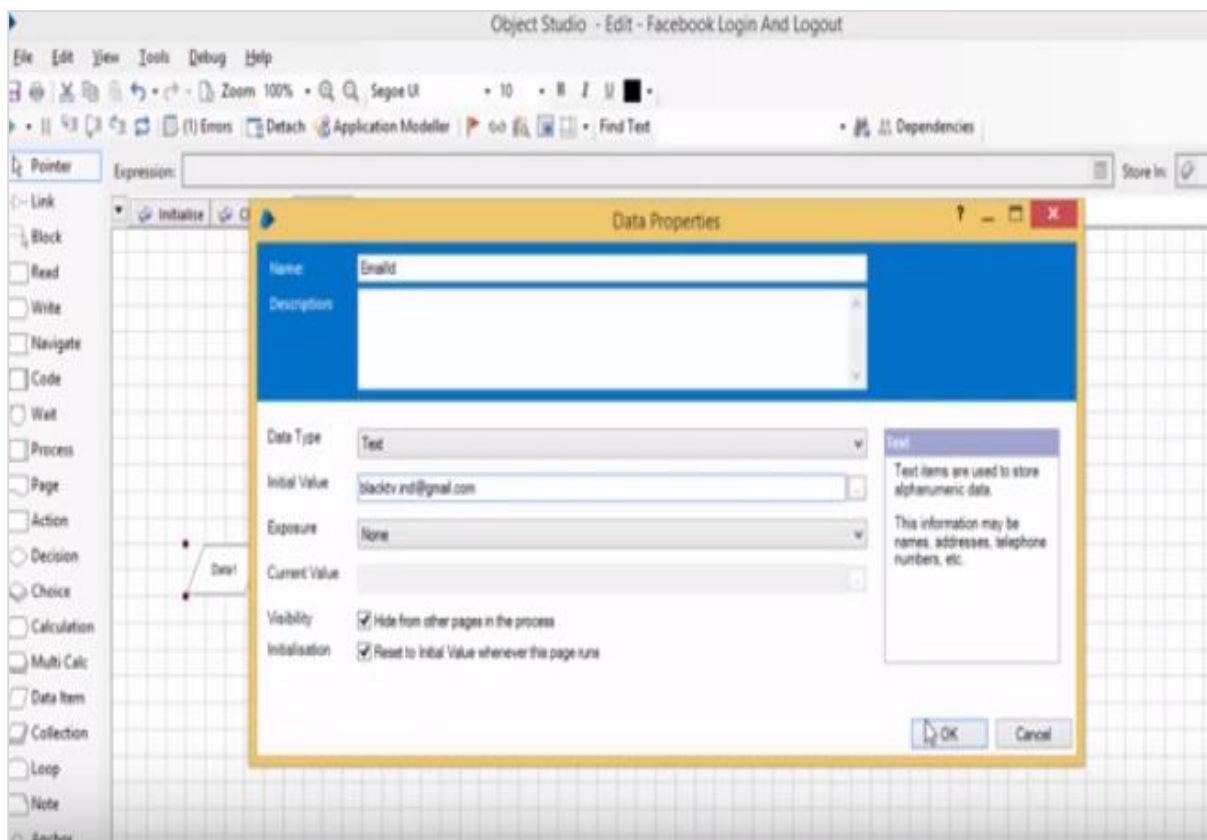 Object Studio - Edit - Facebook Login And Logout
File Edit View Tools Debug Help
Zoom 100% Segoe UI 10 B I U
(1) Errors Detach Application Modeller Find Text Dependencies
Pointer
Expression: Store In:
Link
Initialise
Block
Read
Write
Navigate
Code
Wait
Process
Page
Action
Decision
Choice
Calculation
Multi Calc
Data Item
Collection
Loop
Note
Anchor
Data1
Data Properties
Name: EmailId
Description:
Data Type Text
Initial Value blacktv.ind@gmail.com
Exposure None
Current Value
Visibility Hide from other pages in the process
Initialisation Reset to Initial Value whenever this page runs
Text
Text items are used to store
alphanumeric data.
This information may be
names, addresses, telephone
numbers, etc.
OK Cancel